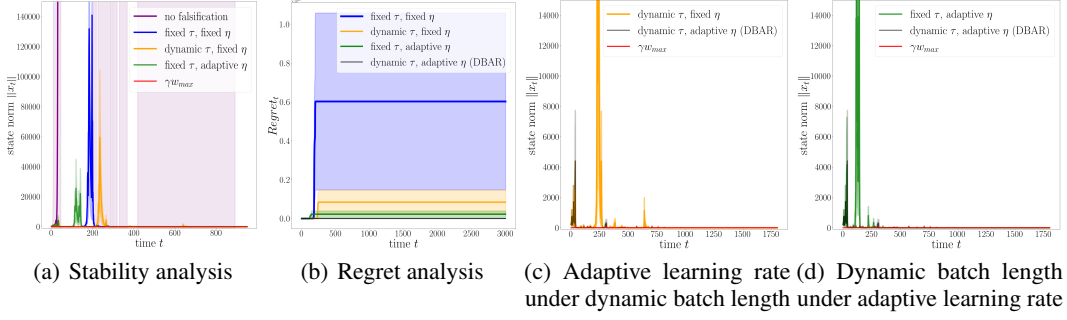 no falsification
fixed τ, fixed η
dynamic τ, fixed η
fixed τ, adaptive η
γw_max
state norm ||x_t||
140000
120000
100000
80000
60000
40000
20000
0
0 200 400 600 800
time t
(a) Stability analysis
fixed τ, fixed η
dynamic τ, fixed η
fixed τ, adaptive η
dynamic τ, adaptive η (DBAR)
Regret_t
1.0
0.8
0.6
0.4
0.2
0.0
0 500 1000 1500 2000 2500 3000
time t
(b) Regret analysis
dynamic τ, fixed η
dynamic τ, adaptive η (DBAR)
γw_max
state norm ||x_t||
14000
12000
10000
8000
6000
4000
2000
0
0 250 500 750 1000 1250 1500 1750
time t
(c) Adaptive learning rate
under dynamic batch length
fixed τ, adaptive η
dynamic τ, adaptive η (DBAR)
γw_max
state norm ||x_t||
14000
12000
10000
8000
6000
4000
2000
0
0 250 500 750 1000 1250 1500 1750
time t
(d) Dynamic batch length
under adaptive learning rate